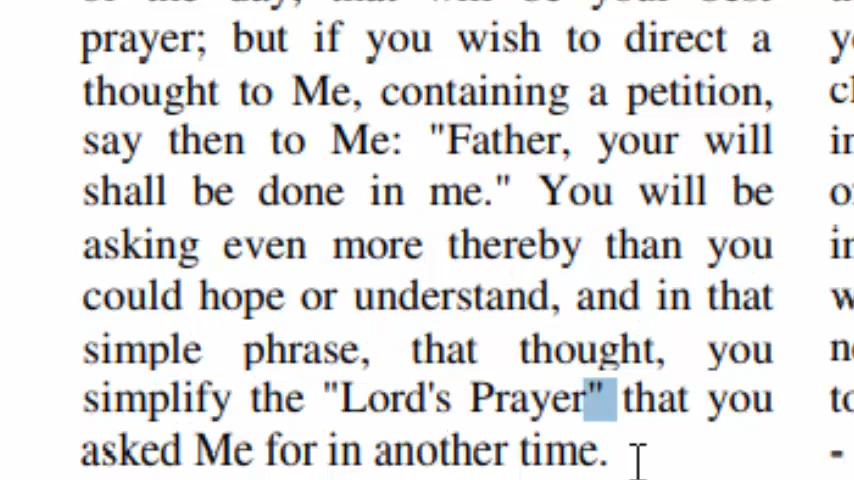 prayer; but if you wish to direct a
thought to Me, containing a petition,
say then to Me: "Father, your will
shall be done in me." You will be
asking even more thereby than you
could hope or understand, and in that
simple phrase, that thought, you
simplify the "Lord's Prayer" that you
asked Me for in another time.
-